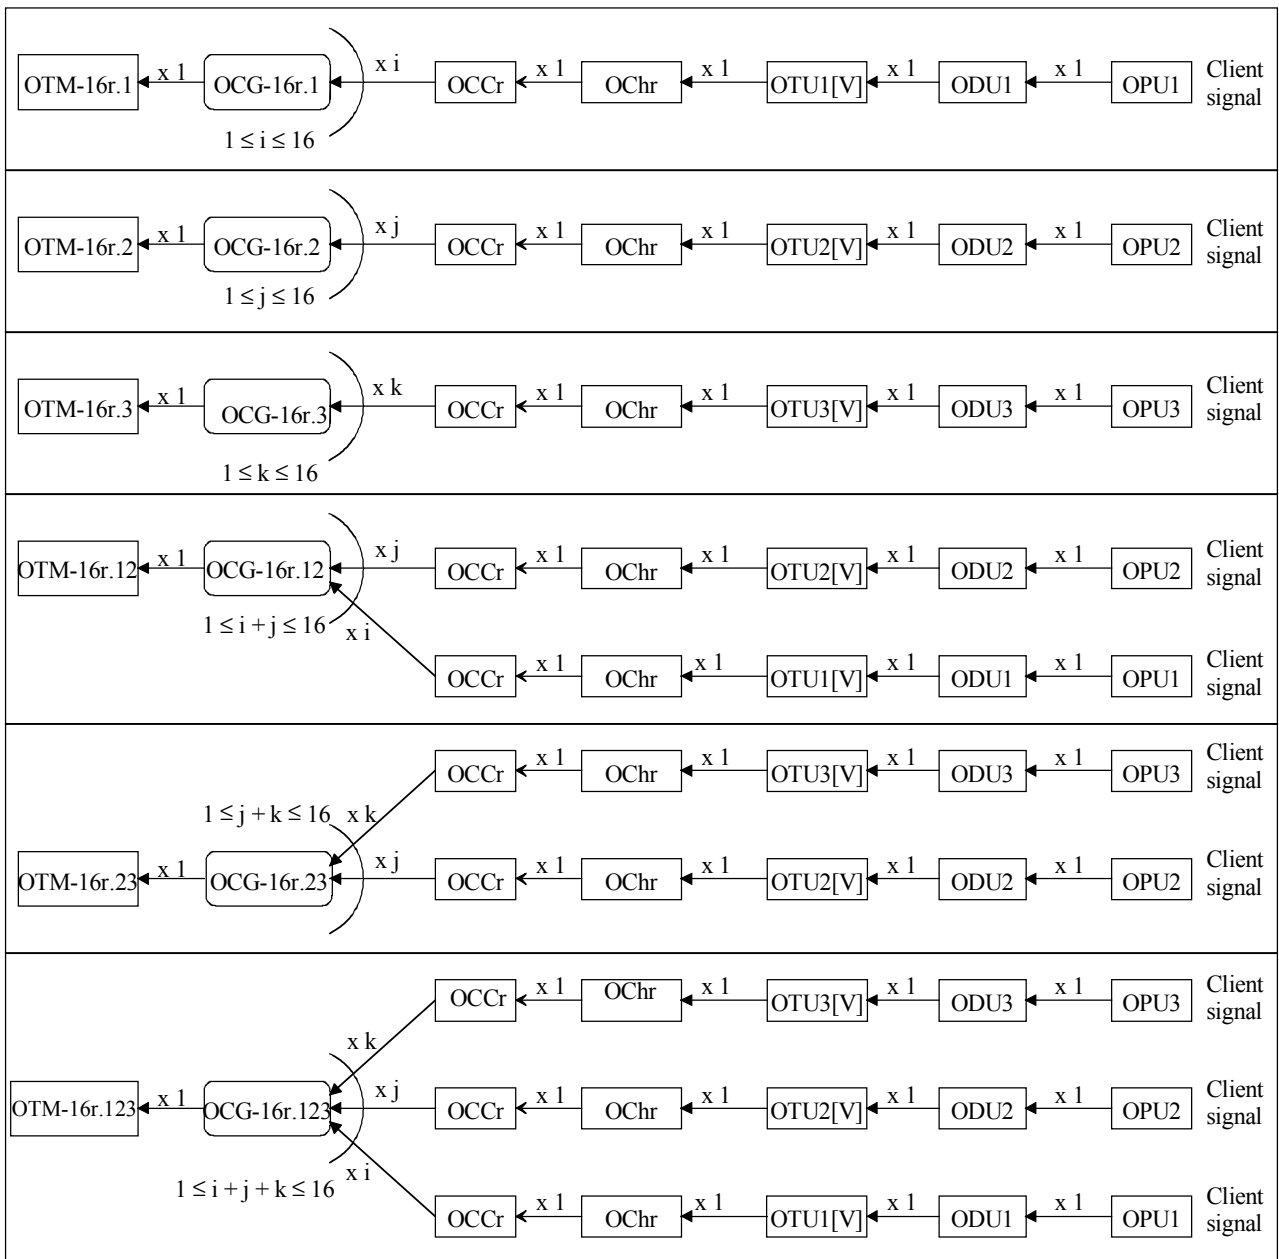 OTM-16r.1 x 1 OCG-16r.1 x i OCCr x 1 OChr x 1 OTU1[V] x 1 ODU1 x 1 OPU1 Client signal
1 ≤ i ≤ 16
OTM-16r.2 x 1 OCG-16r.2 x j OCCr x 1 OChr x 1 OTU2[V] x 1 ODU2 x 1 OPU2 Client signal
1 ≤ j ≤ 16
OTM-16r.3 x 1 OCG-16r.3 x k OCCr x 1 OChr x 1 OTU3[V] x 1 ODU3 x 1 OPU3 Client signal
1 ≤ k ≤ 16
OTM-16r.12 x 1 OCG-16r.12 x j OCCr x 1 OChr x 1 OTU2[V] x 1 ODU2 x 1 OPU2 Client signal
1 ≤ i + j ≤ 16
x i OCCr x 1 OChr x 1 OTU1[V] x 1 ODU1 x 1 OPU1 Client signal
x k OCCr x 1 OChr x 1 OTU3[V] x 1 ODU3 x 1 OPU3 Client signal
1 ≤ j + k ≤ 16
OTM-16r.23 x 1 OCG-16r.23 x j OCCr x 1 OChr x 1 OTU2[V] x 1 ODU2 x 1 OPU2 Client signal
x k OCCr x 1 OChr x 1 OTU3[V] x 1 ODU3 x 1 OPU3 Client signal
OTM-16r.123 x 1 OCG-16r.123 x j OCCr x 1 OChr x 1 OTU2[V] x 1 ODU2 x 1 OPU2 Client signal
1 ≤ i + j + k ≤ 16
x i OCCr x 1 OChr x 1 OTU1[V] x 1 ODU1 x 1 OPU1 Client signal